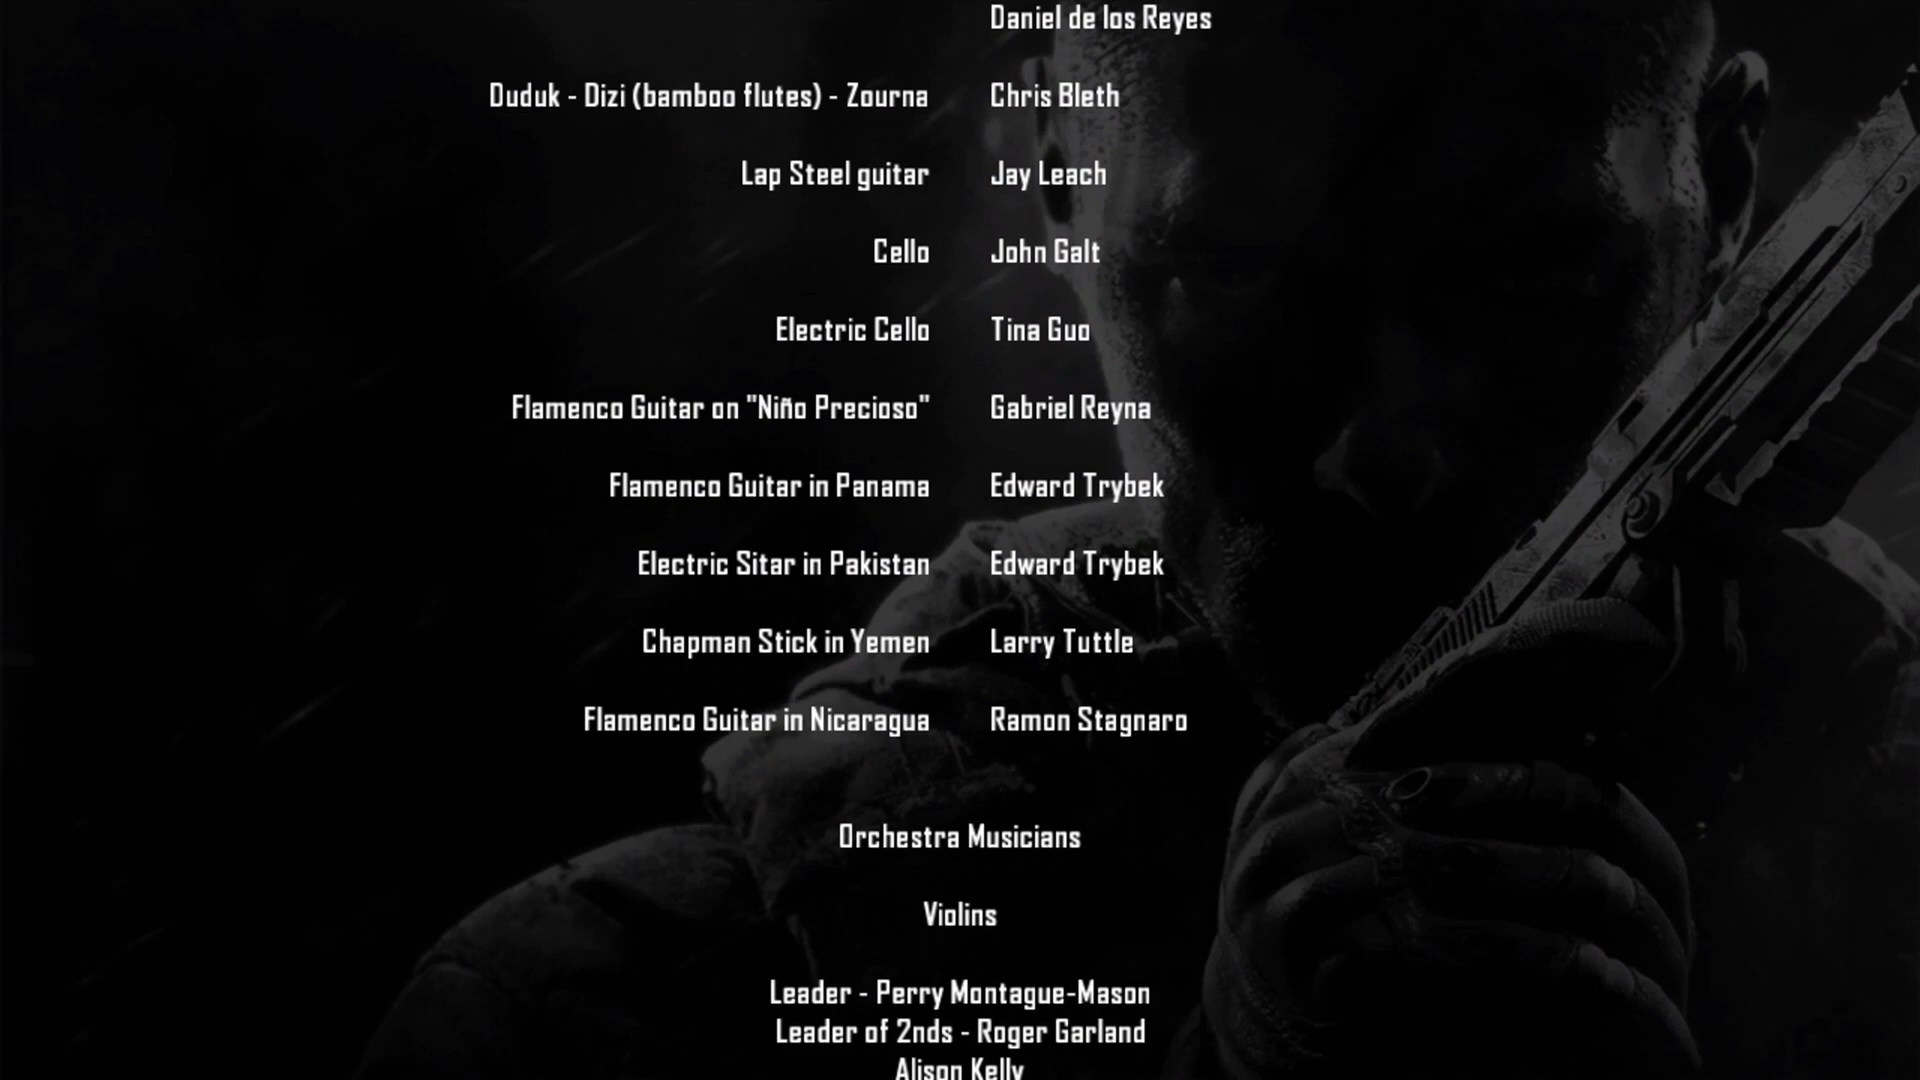 Daniel de los Reyes
Duduk - Dizi (bamboo flutes) - Zourna Chris Bleth
Lap Steel guitar Jay Leach
Cello John Galt
Electric Cello Tina Guo
Flamenco Guitar on "Niño Precioso" Gabriel Reyna
Flamenco Guitar in Panama Edward Trybek
Electric Sitar in Pakistan Edward Trybek
Chapman Stick in Yemen Larry Tuttle
Flamenco Guitar in Nicaragua Ramon Stagnaro
Orchestra Musicians
Violins
Leader - Perry Montague-Mason
Leader of 2nds - Roger Garland
Alison Kelly